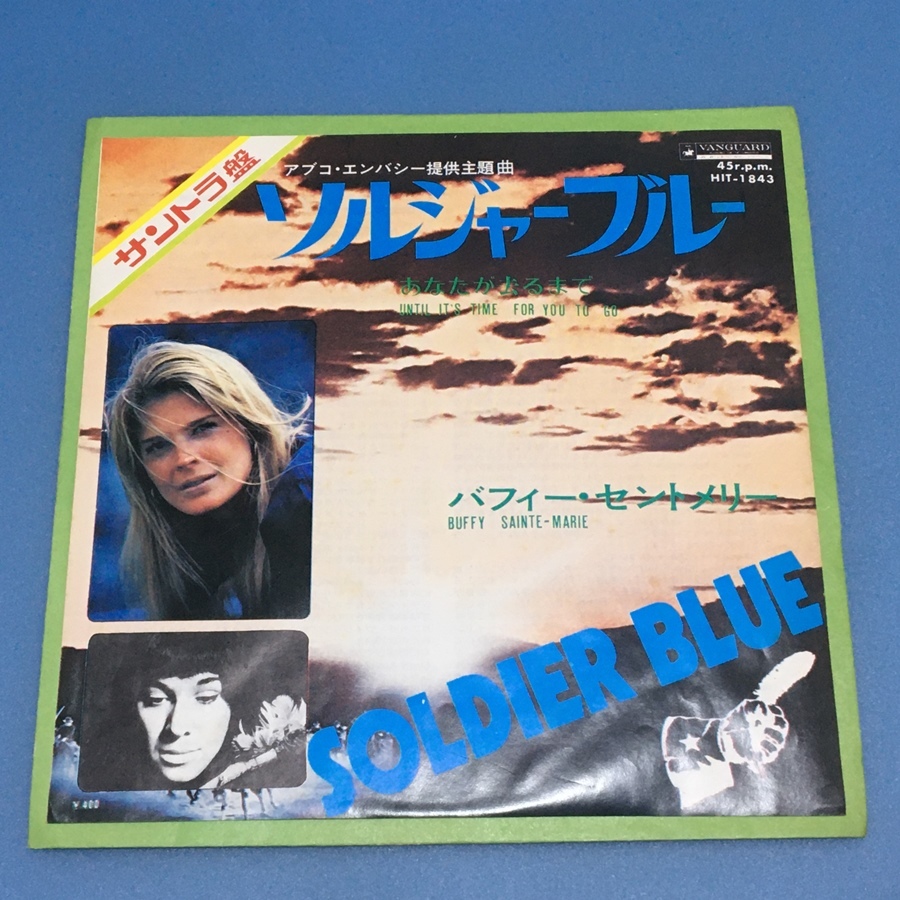 サントラ盤
アブコ・エンバシー提供主題曲
VANGUARD
45r.p.m.
HIT-1843
ソルジャーブルー
あなたが去るまで
UNTIL IT'S TIME FOR YOU TO GO
バフィー・セントメリー
BUFFY SAINTE-MARIE
SOLDIER BLUE
¥400